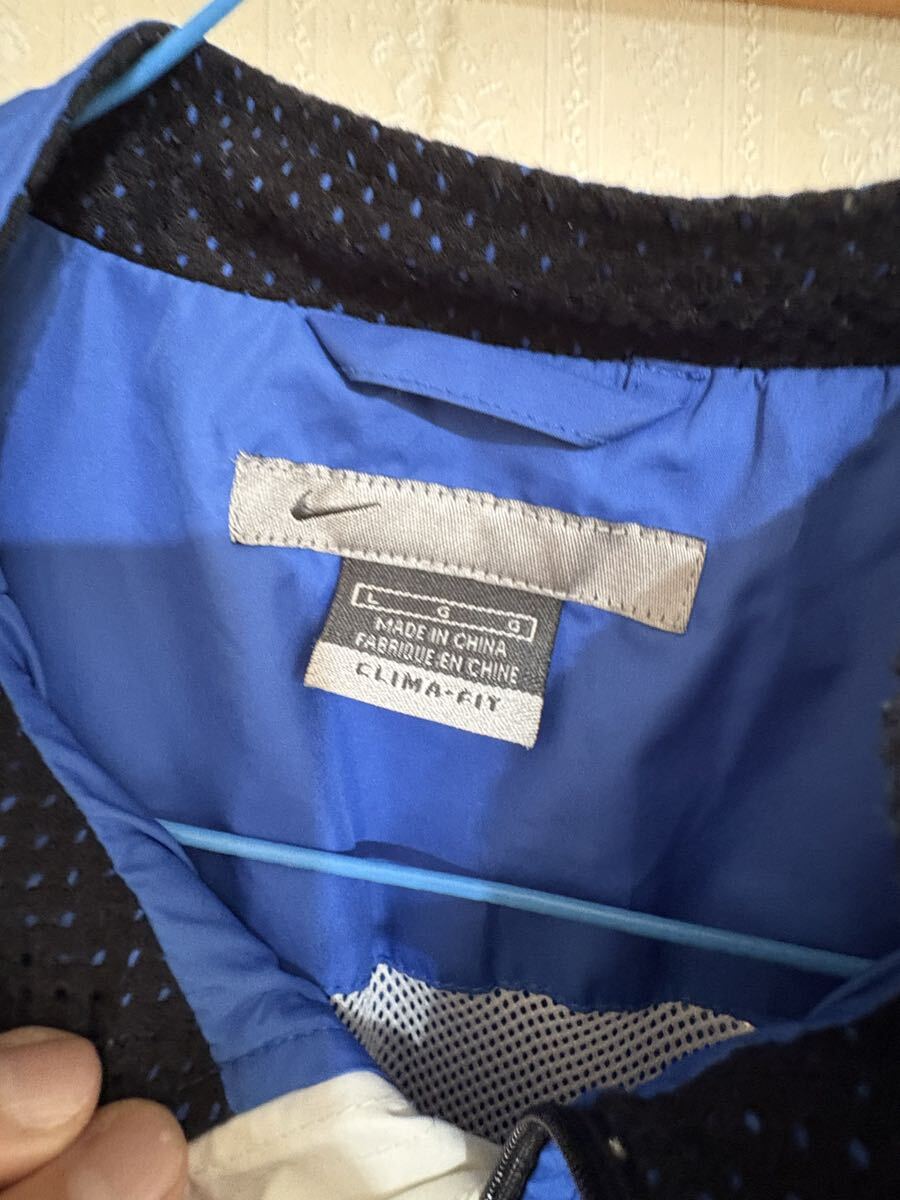 L G G
MADE IN CHINA
FABRIQUE EN CHINE
CLIMA-FIT